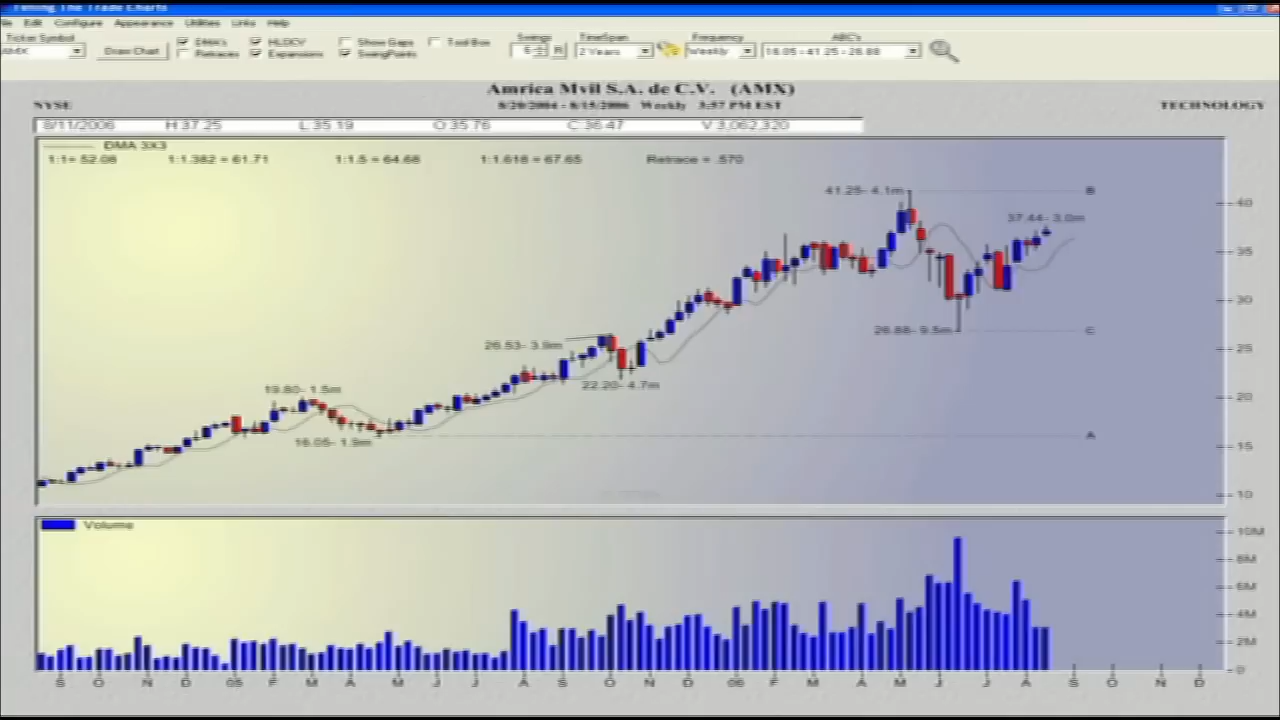 Timing The Trade Charts
Edit Configure Appearance Utilities Links Help
Ticker Symbol Swings TimeSpan Frequency ABC's
AMX Draw Chart DMA's HLOCV Show Gaps Tool Box 5 R 2 Years Weekly 16.05 - 41.25 - 26.88
Retraces Expansions SwingPoints
Amrica Mvil S.A. de C.V. (AMX)
NYSE 8/20/2004 - 8/15/2006 Weekly 3:57 PM EST TECHNOLOGY
8/11/2006 H 37.25 L 35.19 O 35.76 C 36.47 V 3,062,320
DMA 3X3
1:1= 52.08 1:1.382 = 61.71 1:1.5 = 64.68 1:1.618 = 67.65 Retrace = .570
41.25- 4.1m B
40
37.44- 3.0m
35
30
26.88- 9.5m C
26.53- 3.9m 25
22.20- 4.7m
19.80- 1.5m 20
16.05- 1.9m A
15
10
Volume
10M
8M
6M
4M
2M
0
S O N D 05 F M A M J J A S O N D 06 F M A M J J A S O N D